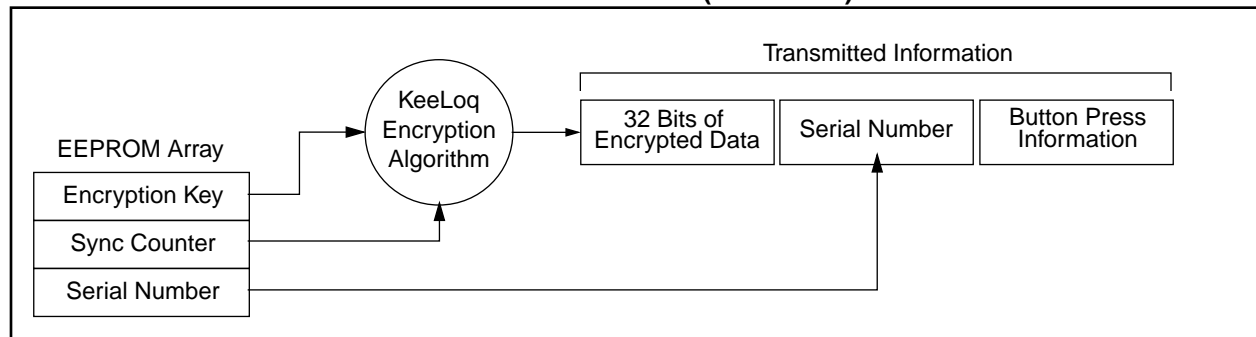 Transmitted Information
KeeLoq
Encryption
Algorithm
32 Bits of
Encrypted Data
Serial Number
Button Press
Information
EEPROM Array
Encryption Key
Sync Counter
Serial Number